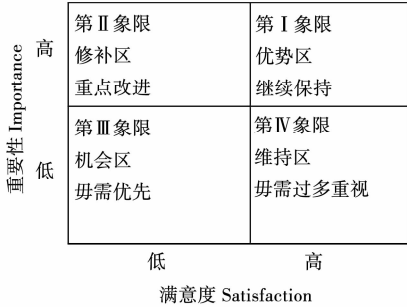 重要性 Importance
高
低
第Ⅱ象限
修补区
重点改进
第Ⅰ象限
优势区
继续保持
第Ⅲ象限
机会区
毋需优先
第Ⅳ象限
维持区
毋需过多重视
低
高
满意度 Satisfaction